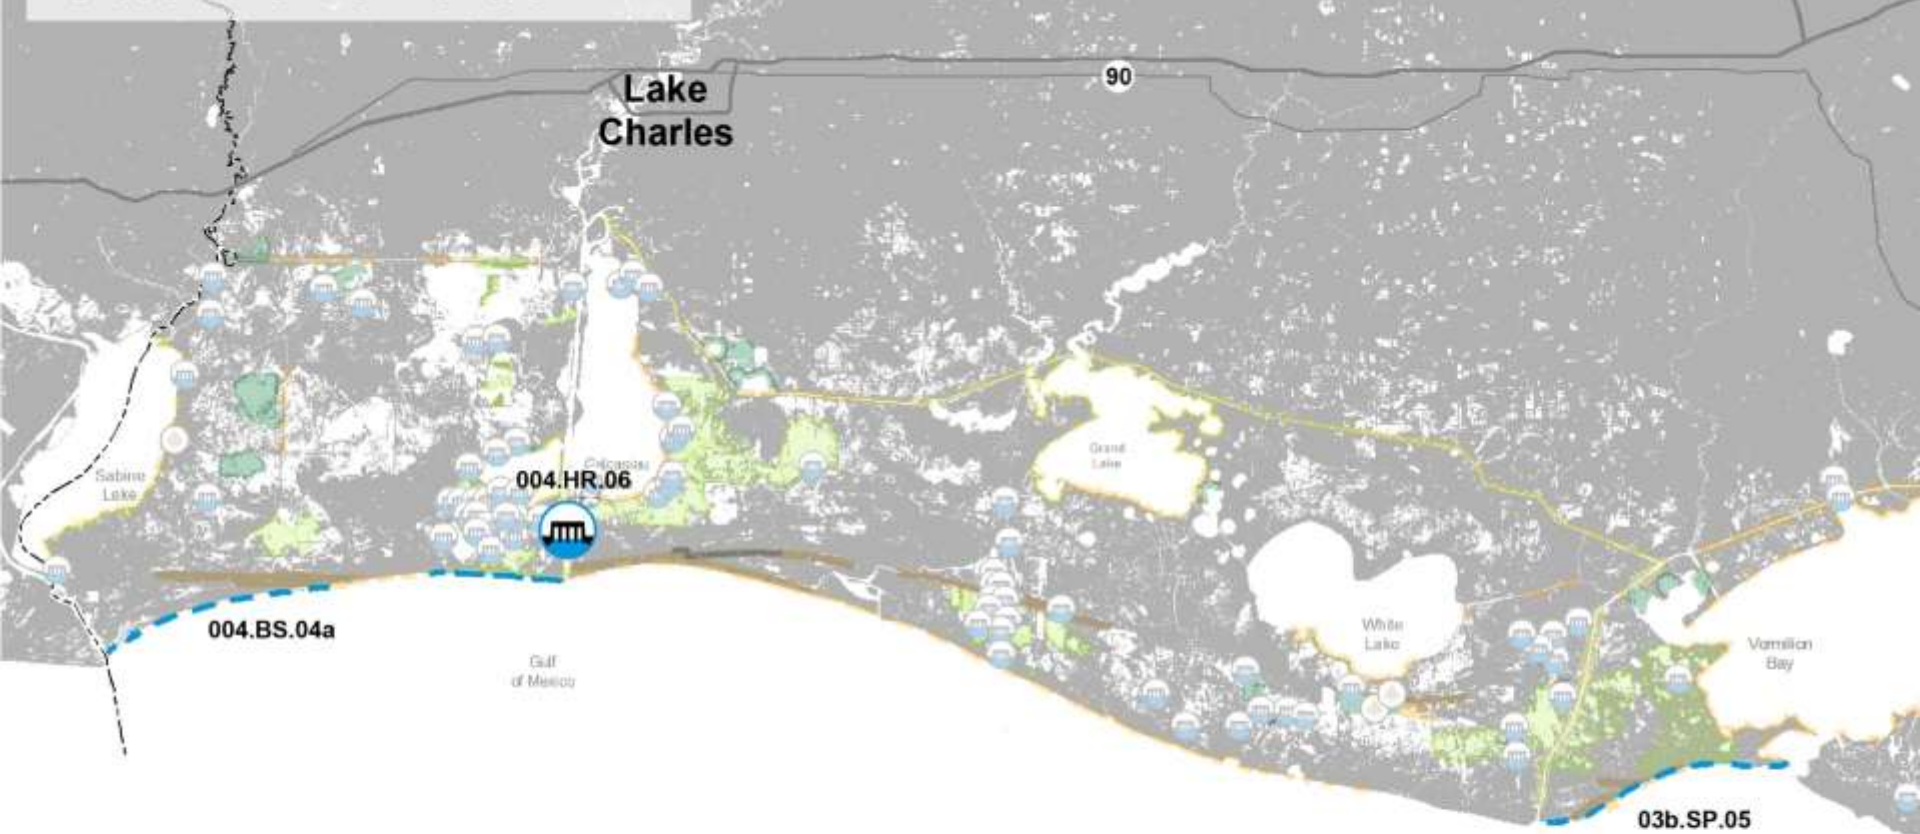 90
Lake
Charles
Sabine
Lake
Calcasieu
004.HR.06
Grand
Lake
004.BS.04a
Gulf
of Mexico
White
Lake
Vermilion
Bay
03b.SP.05